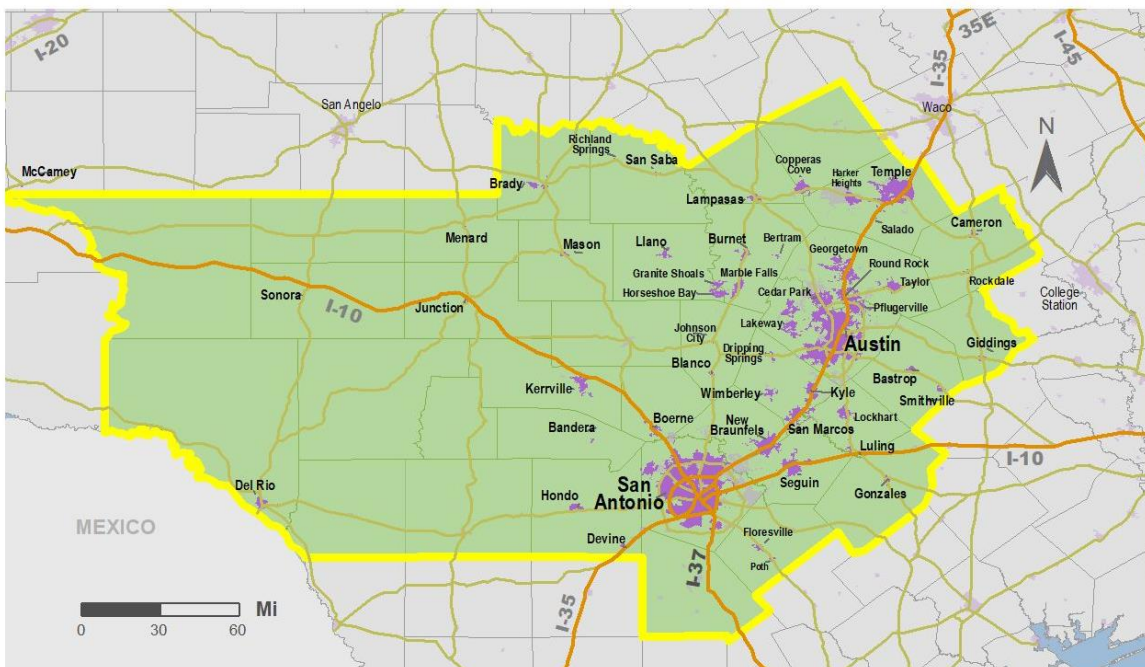 I-20
35E
I-45
I-35
San Angelo
Waco
N
Richland
Springs
San Saba
Copperas
Cove
Harker
Heights
Temple
McCamey
Brady
Lampasas
Salado
Cameron
Menard
Mason
Llano
Burnet
Bertram
Georgetown
Round Rock
Granite Shoals
Marble Falls
Taylor
Rockdale
Sonora
I-10
Junction
Horseshoe Bay
Cedar Park
Pflugerville
College
Station
Johnson
City
Lakeway
Austin
Dripping
Springs
Giddings
Blanco
Bastrop
Kerrville
Wimberley
Kyle
Smithville
Bandera
Boerne
New
Braunfels
San Marcos
Lockhart
Luling
I-10
Del Rio
Hondo
San
Antonio
Seguin
Gonzales
MEXICO
Devine
Floresville
Poth
I-37
I-35
Mi
0 30 60